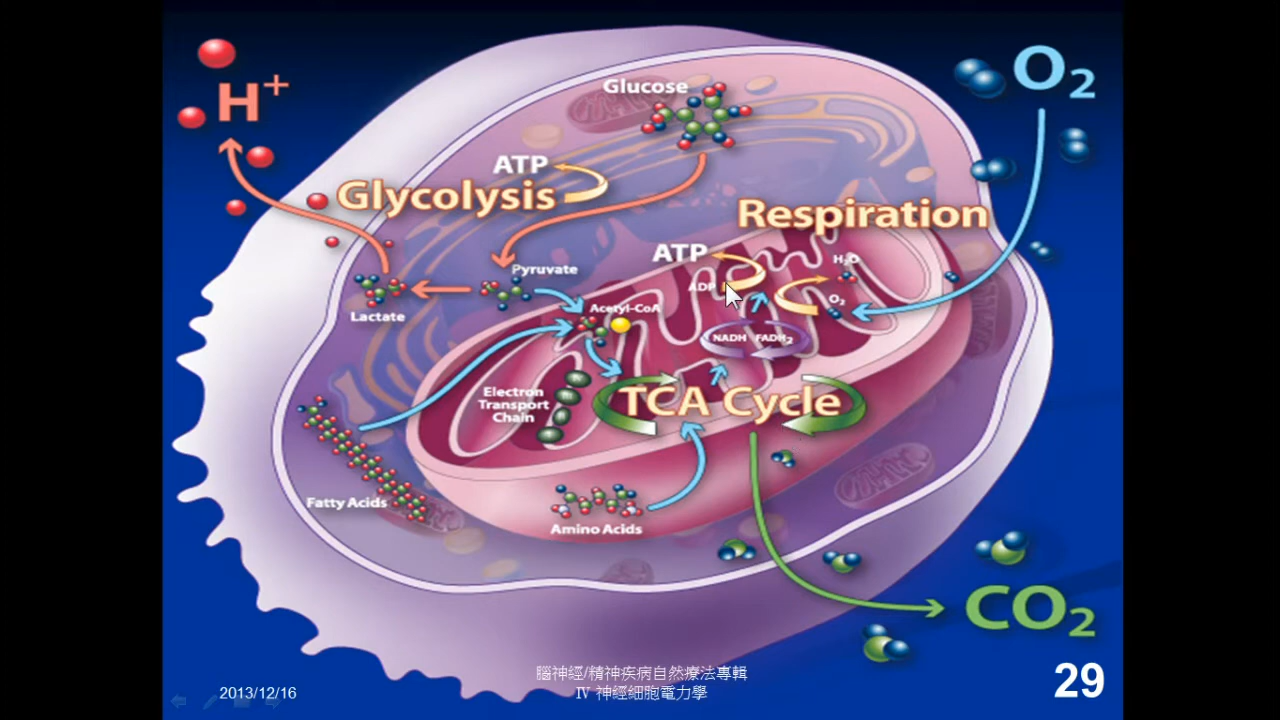 H+
O2
Glucose
ATP
Glycolysis
Respiration
ATP
H2O
Pyruvate
ADP
O2
Lactate
Acetyl-CoA
NADH FADH2
Electron
Transport
Chain
TCA Cycle
Fatty Acids
Amino Acids
CO2
2013/12/16
腦神經/精神疾病自然療法專輯
IV 神經細胞電力學
29